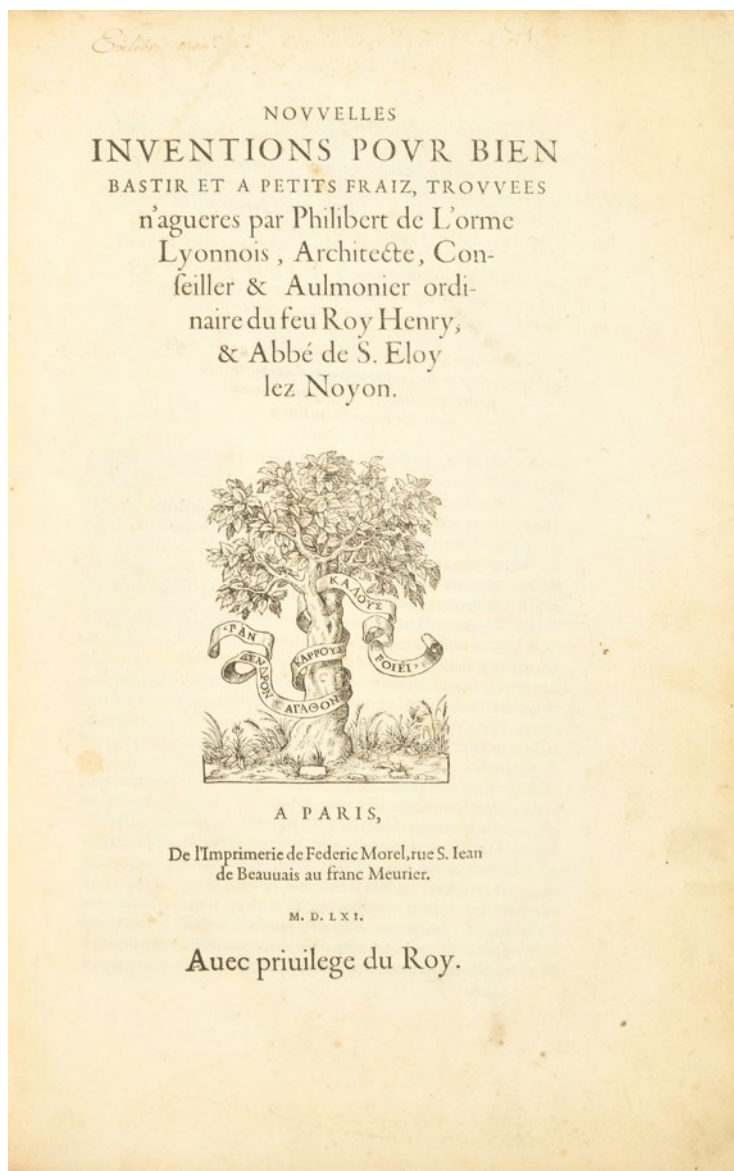 NOVVELLES
INVENTIONS POVR BIEN
BASTIR ET A PETITS FRAIZ, TROVVEES
n'agueres par Philibert de L'orme
Lyonnois , Architecte, Con-
ſeiller & Aulmonier ordi-
naire du feu Roy Henry,
& Abbé de S. Eloy
lez Noyon.
ΠΑΝ
ΔΕΝΔΡΟΝ
ΑΓΑΘΟΝ
ΚΑΡΠΟΥΣ
ΚΑΛΟΥΣ
ΠΟΙΕΙ
A PARIS,
De l'Imprimerie de Federic Morel, rue S. Iean
de Beauuais au franc Meurier.
M. D. LXI.
Auec priuilege du Roy.